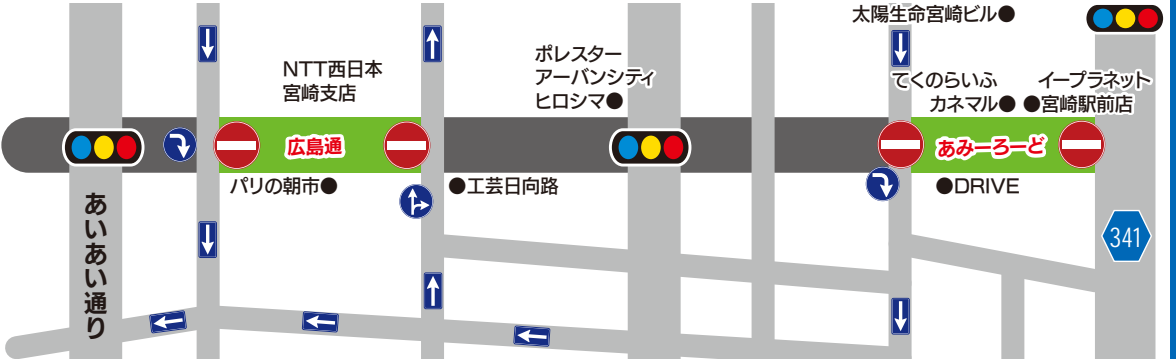 太陽生命宮崎ビル●
ポレスター
アーバンシティ
ヒロシマ●
NTT西日本
宮崎支店
てくのらいふ
カネマル●
イープラネット
●宮崎駅前店
広島通
あみーろーど
パリの朝市●
●工芸日向路
●DRIVE
あいあい通り
341